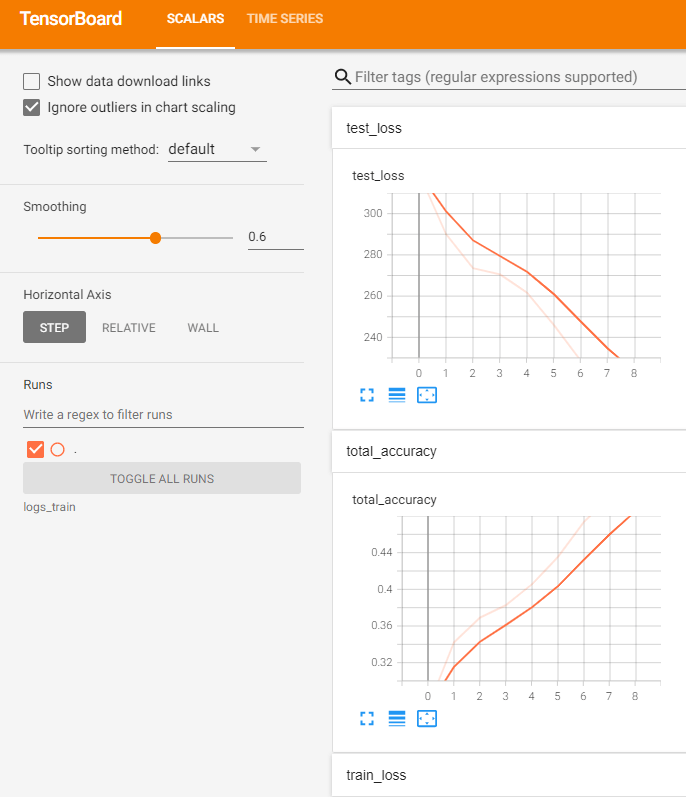 TensorBoard SCALARS TIME SERIES
Show data download links
Ignore outliers in chart scaling
Tooltip sorting method: default
Smoothing
0.6
Horizontal Axis
STEP RELATIVE WALL
Runs
Write a regex to filter runs
.
TOGGLE ALL RUNS
logs_train
Filter tags (regular expressions supported)
test_loss
test_loss
300
280
260
240
0 1 2 3 4 5 6 7 8
total_accuracy
total_accuracy
0.44
0.4
0.36
0.32
0 1 2 3 4 5 6 7 8
train_loss